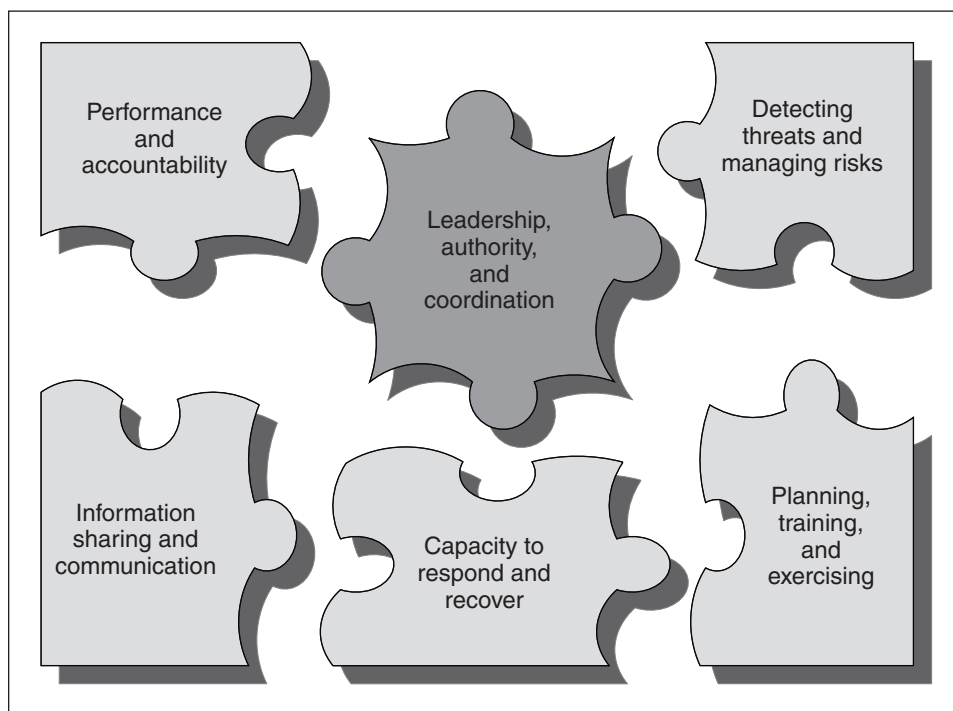 Performance
and
accountability
Leadership,
authority,
and
coordination
Detecting
threats and
managing risks
Information
sharing and
communication
Capacity to
respond and
recover
Planning,
training,
and
exercising